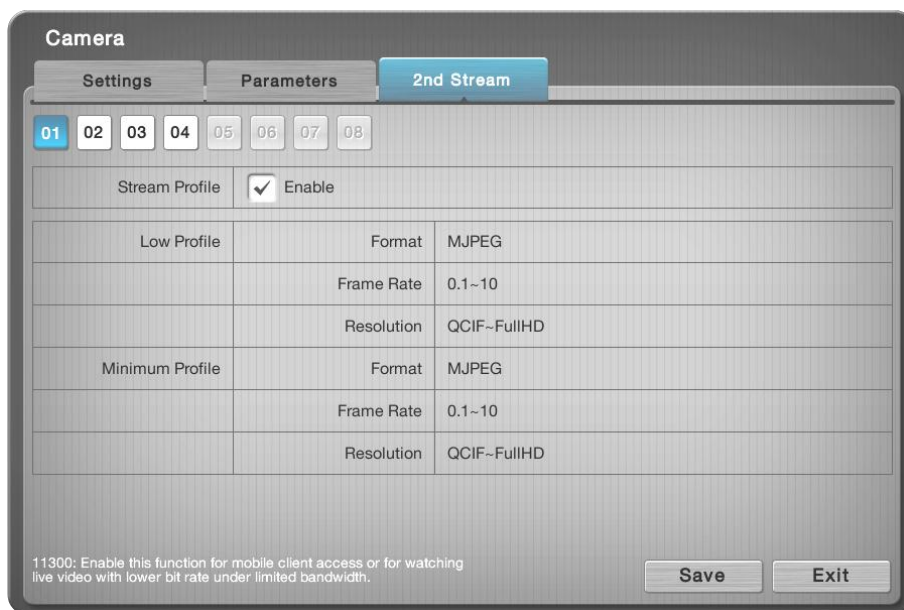 Camera
Settings Parameters 2nd Stream
01 02 03 04 05 06 07 08
Stream Profile Enable
Low Profile Format MJPEG
Frame Rate 0.1~10
Resolution QCIF~FullHD
Minimum Profile Format MJPEG
Frame Rate 0.1~10
Resolution QCIF~FullHD
11300: Enable this function for mobile client access or for watching
live video with lower bit rate under limited bandwidth.
Save Exit